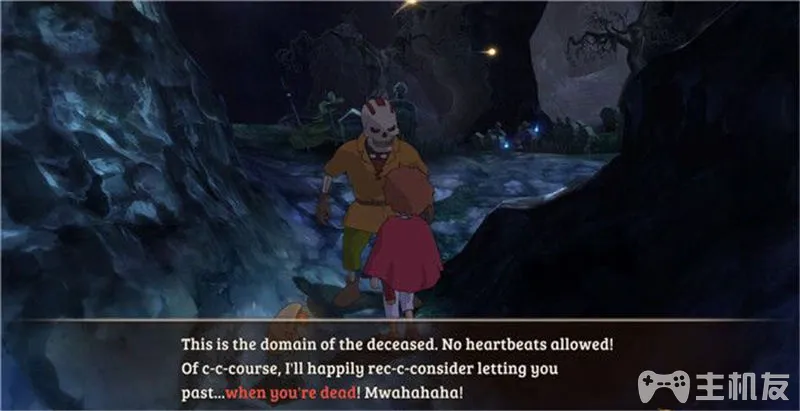 This is the domain of the deceased. No heartbeats allowed!
Of c-c-course, I'll happily rec-c-consider letting you
past...when you're dead! Mwahahaha!
主机友